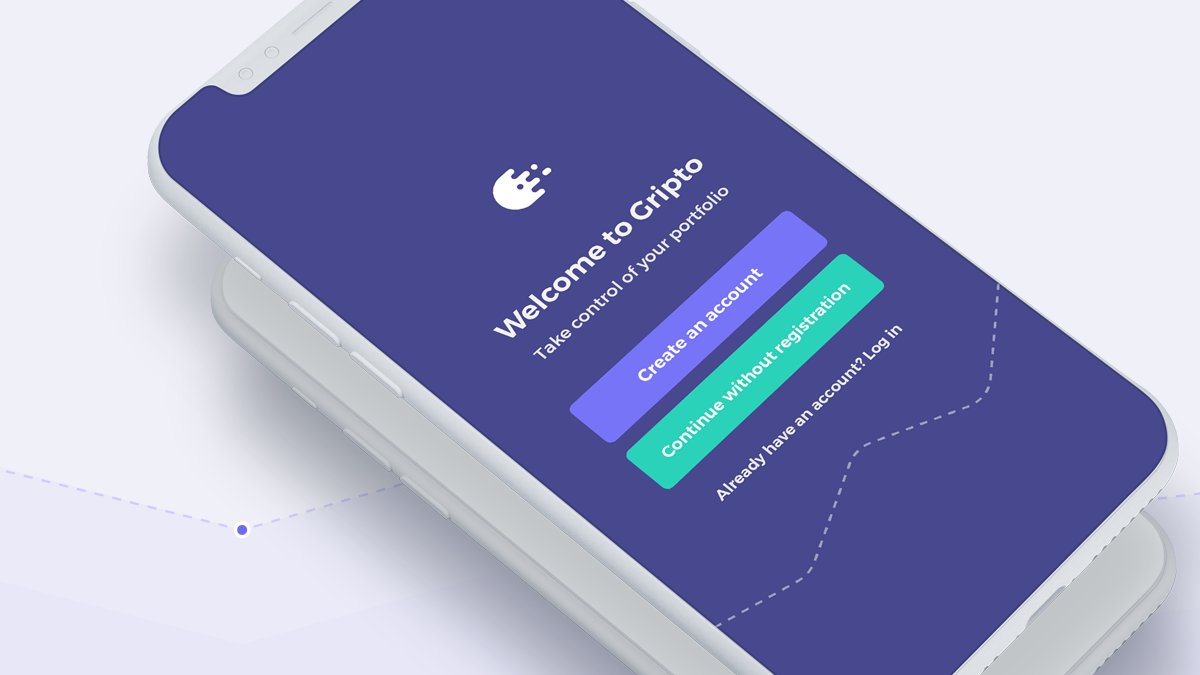 Welcome to Gripto
Take control of your portfolio
Create an account
Continue without registration
Already have an account? Log in